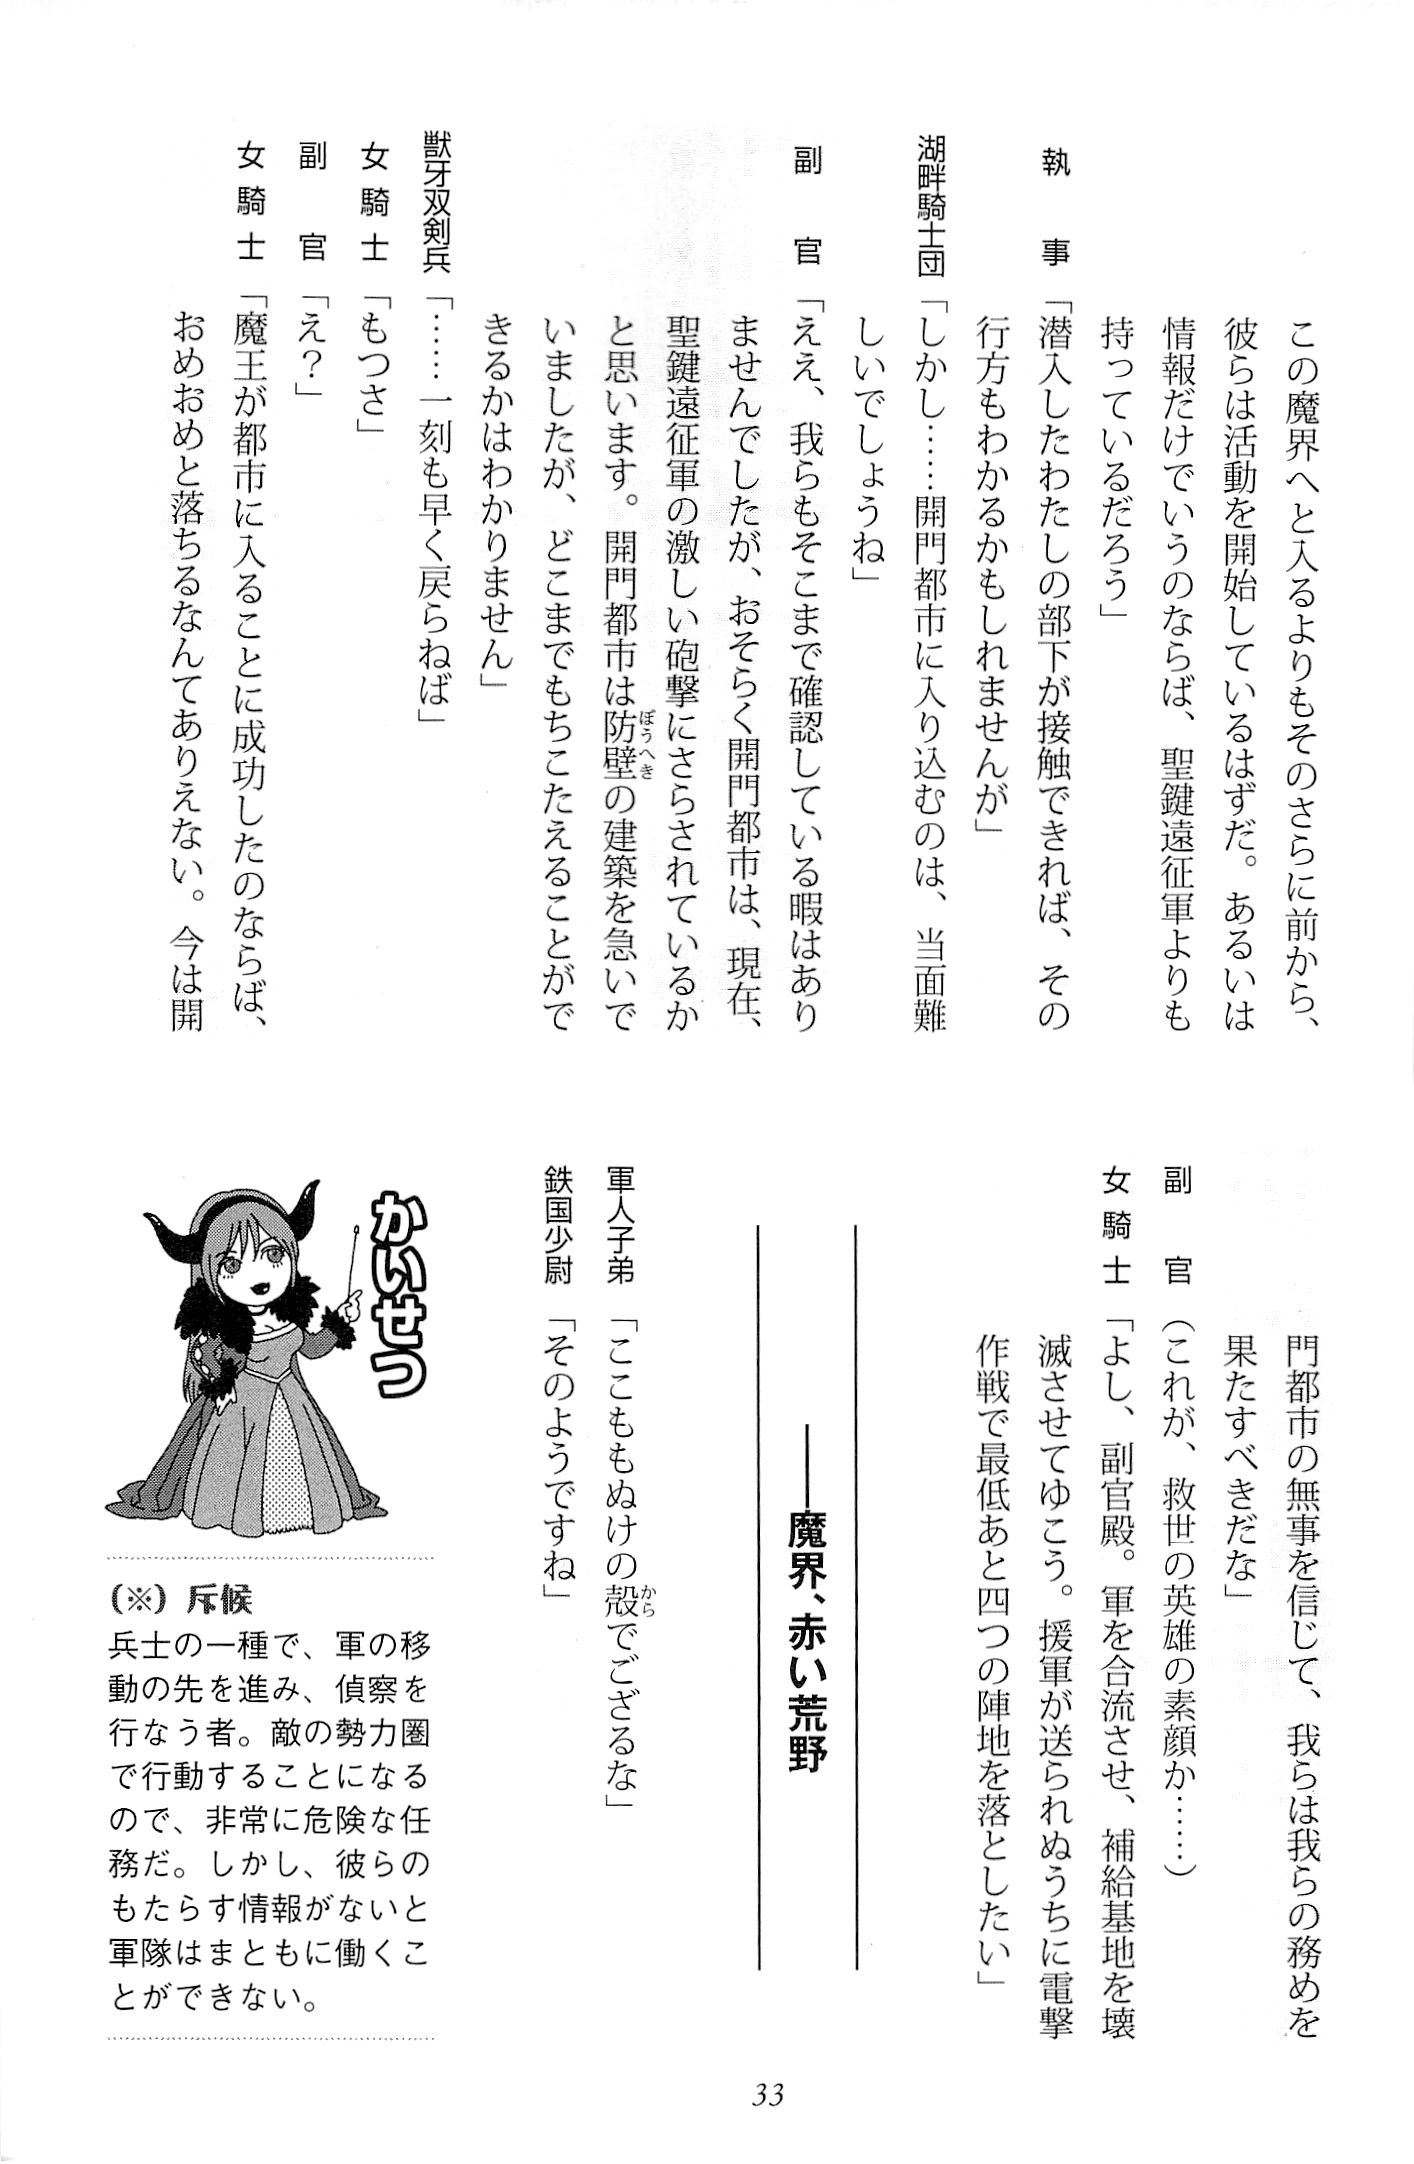 この魔界へと入るよりもそのさらに前から、
彼らは活動を開始しているはずだ。あるいは
情報だけでいうのならば、聖鍵遠征軍よりも
持っているだろう」
執事「潜入したわたしの部下が接触できれば、その
行方もわかるかもしれませんが」
湖畔騎士団「しかし……開門都市に入り込むのは、当面難
しいでしょうね」
副官「ええ、我らもそこまで確認している暇はあり
ませんでしたが、おそらく開門都市は、現在、
聖鍵遠征軍の激しい砲撃にさらされているか
と思います。開門都市は防壁の建築を急いで
ぼうへき
いましたが、どこまでもちこたえることがで
きるかはわかりません」
獣牙双剣兵「……一刻も早く戻らねば」
女騎士「もつさ」
副官「え？」
女騎士「魔王が都市に入ることに成功したのならば、
おめおめと落ちるなんてありえない。今は開
門都市の無事を信じて、我らは我らの務めを
果たすべきだな」
副官（これが、救世の英雄の素顔か……）
女騎士「よし、副官殿。軍を合流させ、補給基地を壊
滅させてゆこう。援軍が送られぬうちに電撃
作戦で最低あと四つの陣地を落としたい」
――魔界、赤い荒野
軍人子弟「ここももぬけの殻でござるな」
から
鉄国少尉「そのようですね」
かいせつ
（※）斥候
兵士の一種で、軍の移
動の先を進み、偵察を
行なう者。敵の勢力圏
で行動することになる
ので、非常に危険な任
務だ。しかし、彼らの
もたらす情報がないと
軍隊はまともに働くこ
とができない。
33